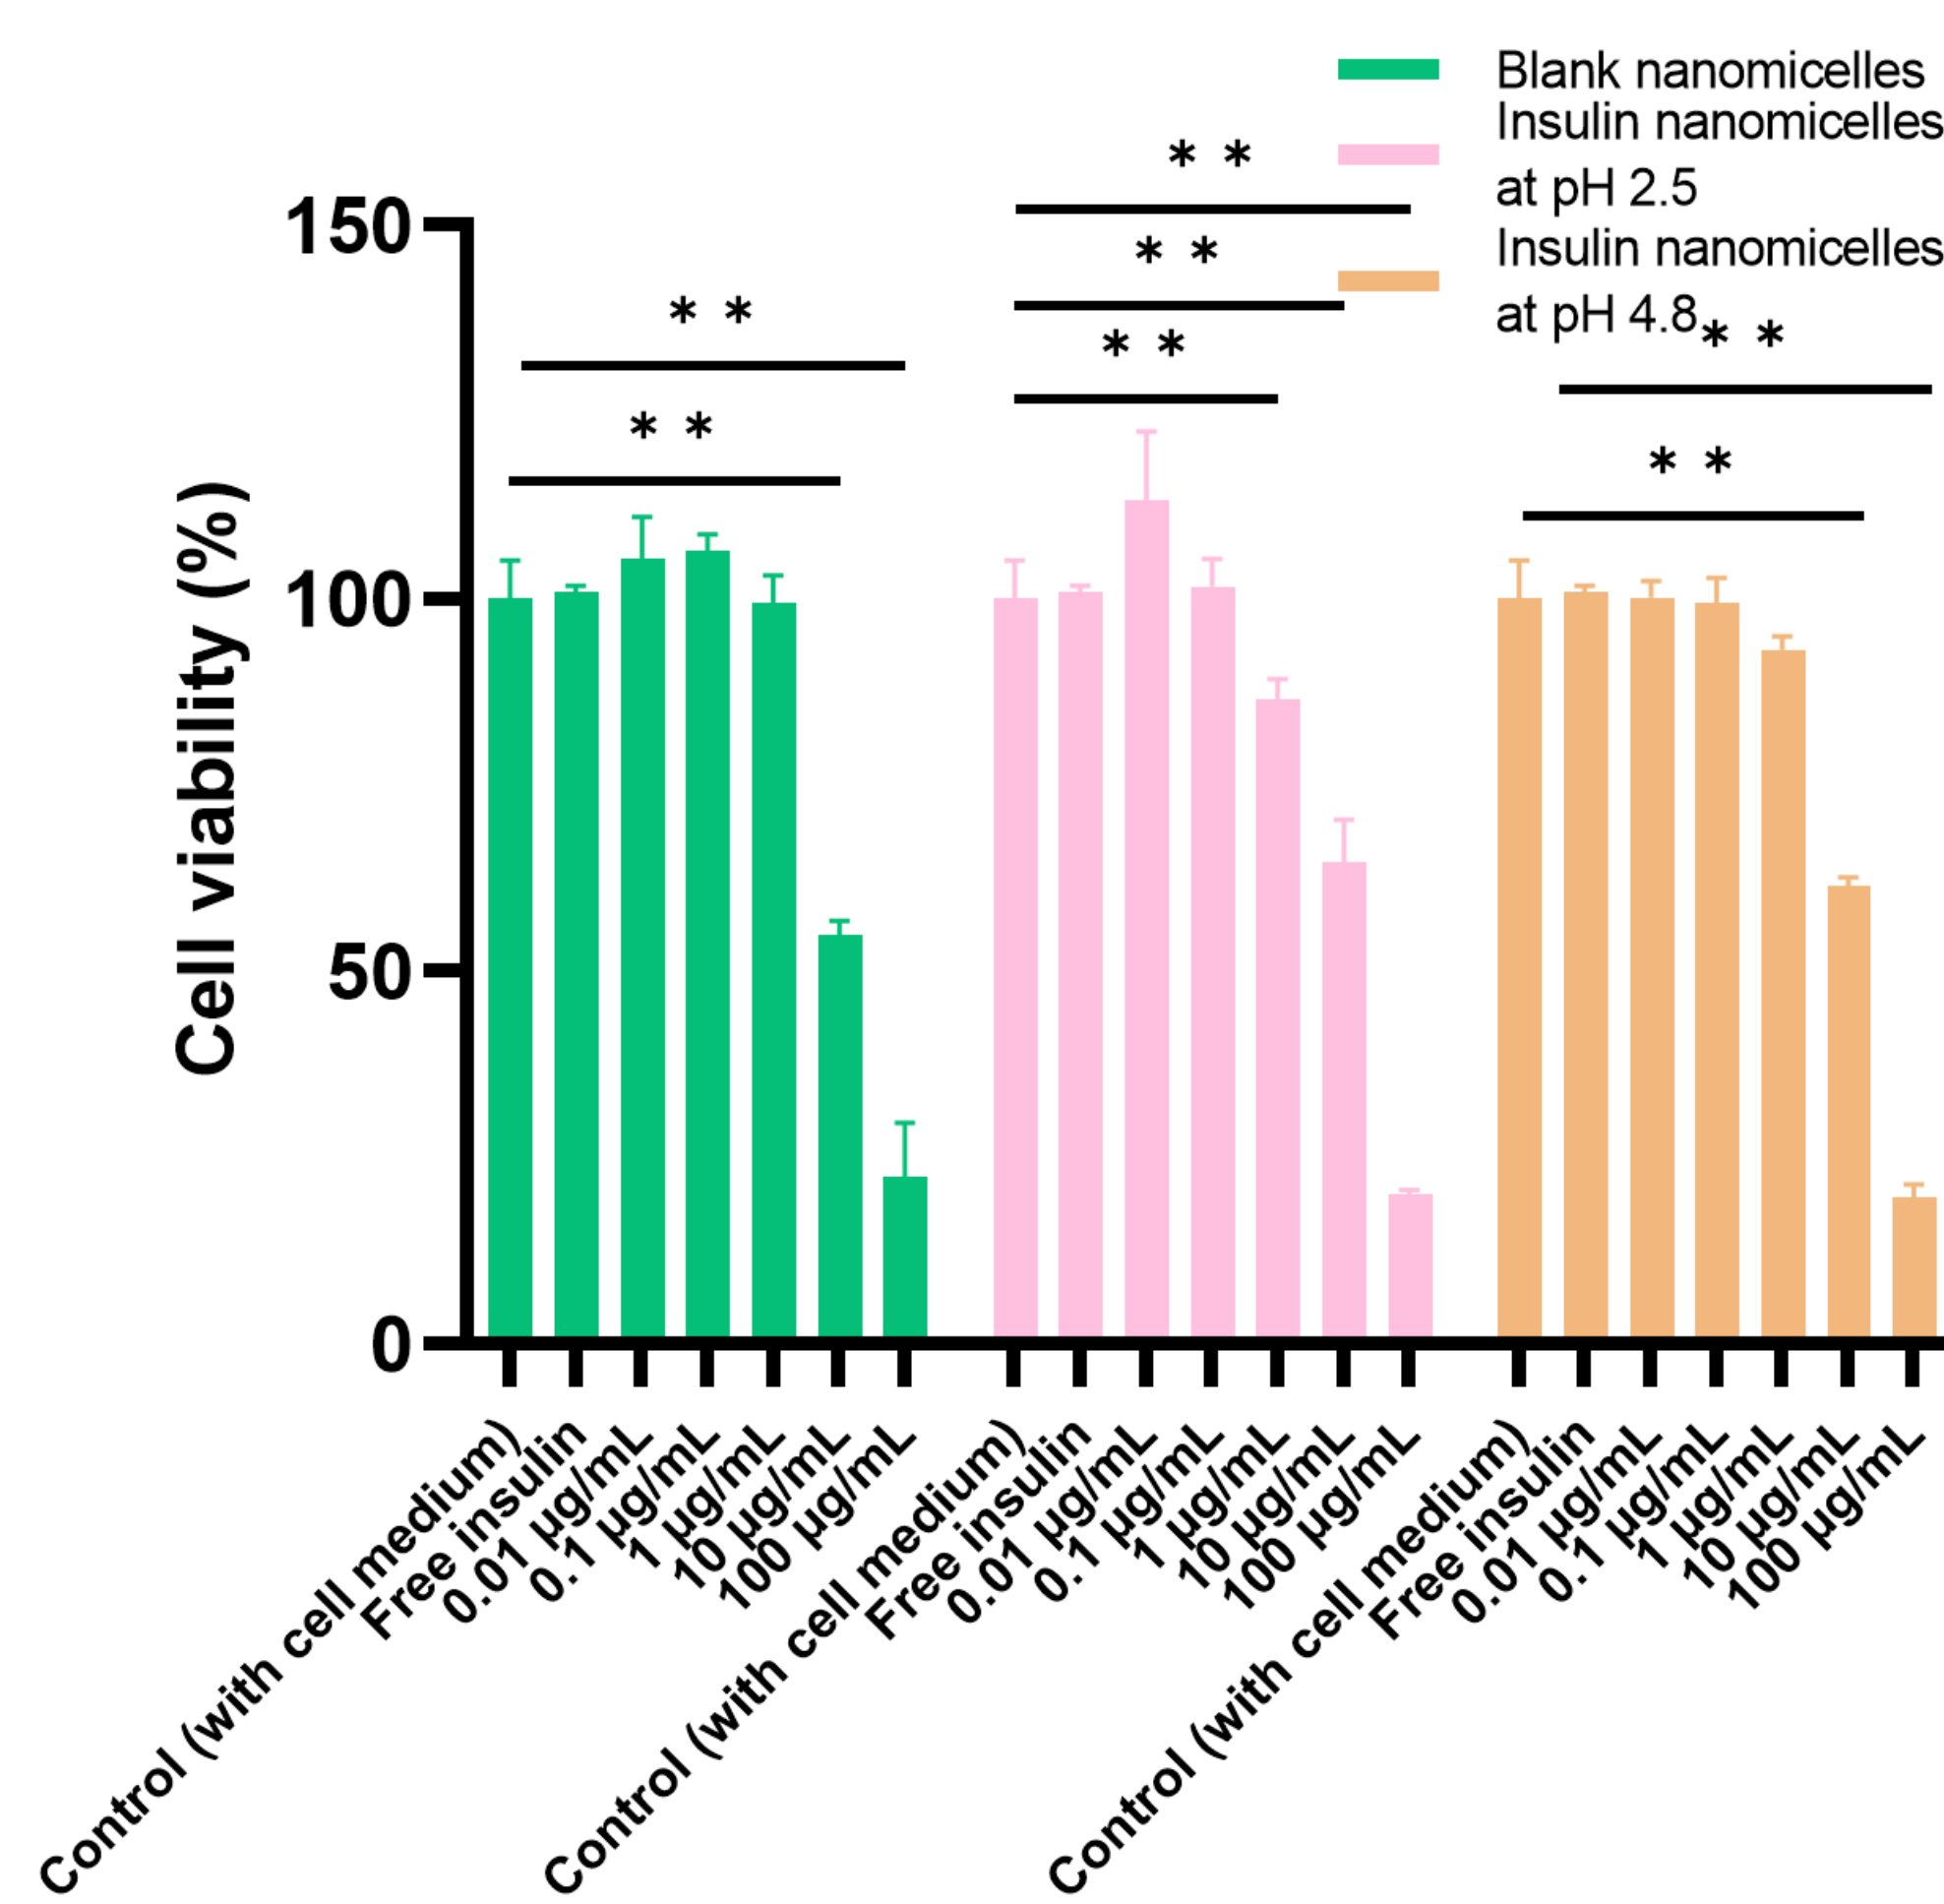 Blank nanomicelles
Insulin nanomicelles
at pH 2.5
Insulin nanomicelles
at pH 4.8
* *
* *
* *
* *
* *
* *
* *
Cell viability (%)
150
100
50
0
Control (with cell medium)
Free insulin
0.01 µg/mL
0.1 µg/mL
1 µg/mL
10 µg/mL
100 µg/mL
Control (with cell medium)
Free insulin
0.01 µg/mL
0.1 µg/mL
1 µg/mL
10 µg/mL
100 µg/mL
Control (with cell medium)
Free insulin
0.01 µg/mL
0.1 µg/mL
1 µg/mL
10 µg/mL
100 µg/mL